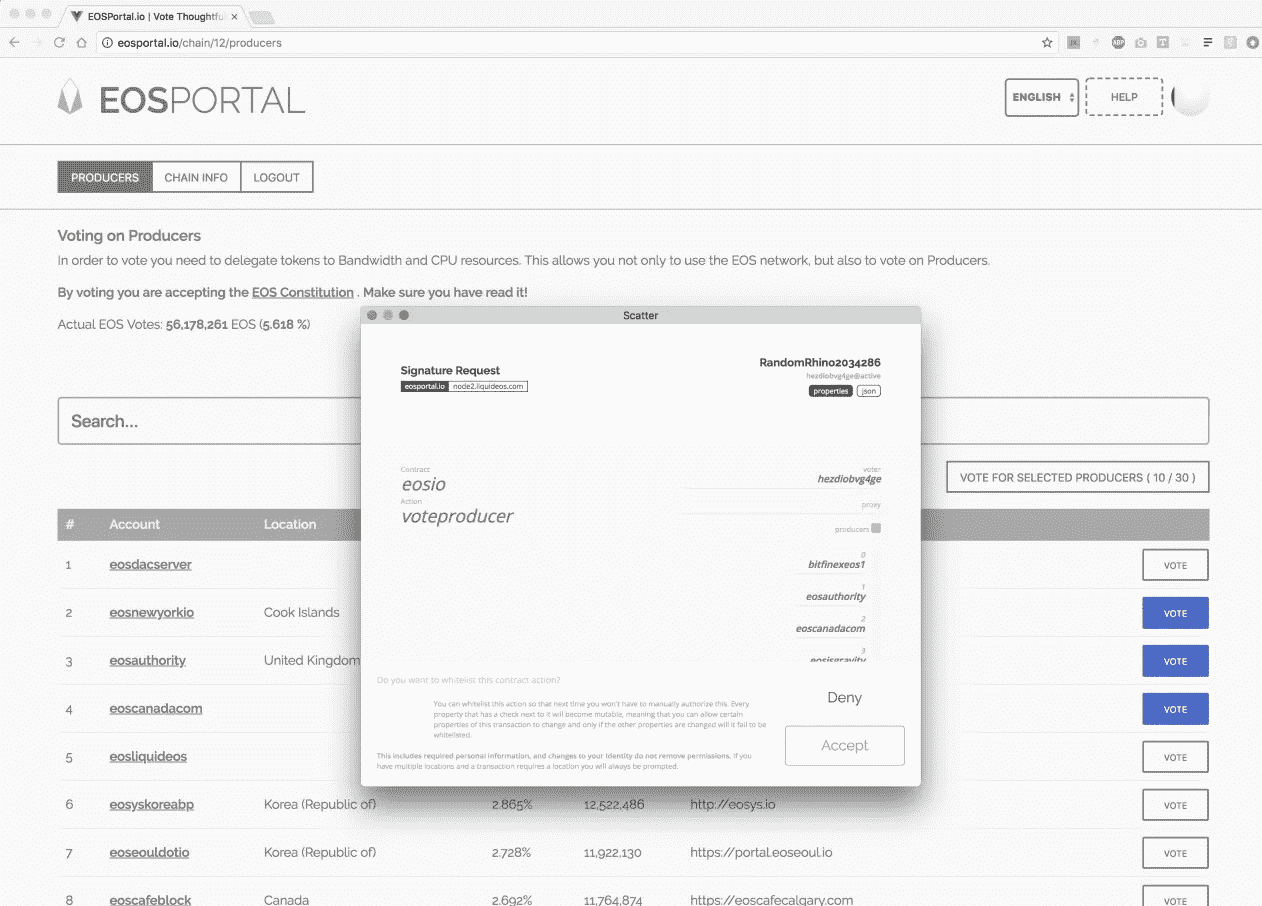 EOSPortal.io | Vote Thoughtfu
eosportal.io/chain/12/producers
ABP
EOSPORTAL
ENGLISH
HELP
PRODUCERS
CHAIN INFO
LOGOUT
Voting on Producers
In order to vote you need to delegate tokens to Bandwidth and CPU resources. This allows you not only to use the EOS network, but also to vote on Producers.
By voting you are accepting the EOS Constitution . Make sure you have read it!
Actual EOS Votes: 56,178,261 EOS (5.618 %)
Search...
VOTE FOR SELECTED PRODUCERS ( 10 / 30 )
# Account Location
1 eosdacserver VOTE
2 eosnewyorkio Cook Islands VOTE
3 eosauthority United Kingdom VOTE
4 eoscanadacom VOTE
5 eosliquideos VOTE
6 eosyskoreabp Korea (Republic of) 2.865% 12,522,486 http://eosys.io VOTE
7 eoseouldotio Korea (Republic of) 2.728% 11,922,130 https://portal.eoseoul.io VOTE
8 eoscafeblock Canada 2.692% 11,764,874 https://eoscafecalgary.com VOTE
Scatter
Signature Request
eosportal.io node2.liquideos.com
RandomRhino2034286
hezdiobvg4ge@active
properties json
Contract
eosio
Action
voteproducer
voter
hezdiobvg4ge
proxy
producers
0
bitfinexeos1
1
eosauthority
2
eoscanadacom
3
eosisgravity
Do you want to whitelist this contract action?
You can whitelist this action so that next time you won't have to manually authorize this. Every
property that has a check next to it will become mutable, meaning that you can allow certain
properties of this transaction to change and only if the other properties are changed will it fail to be
whitelisted.
This includes required personal information, and changes to your Identity do not remove permissions. If you
have multiple locations and a transaction requires a location you will always be prompted.
Deny
Accept